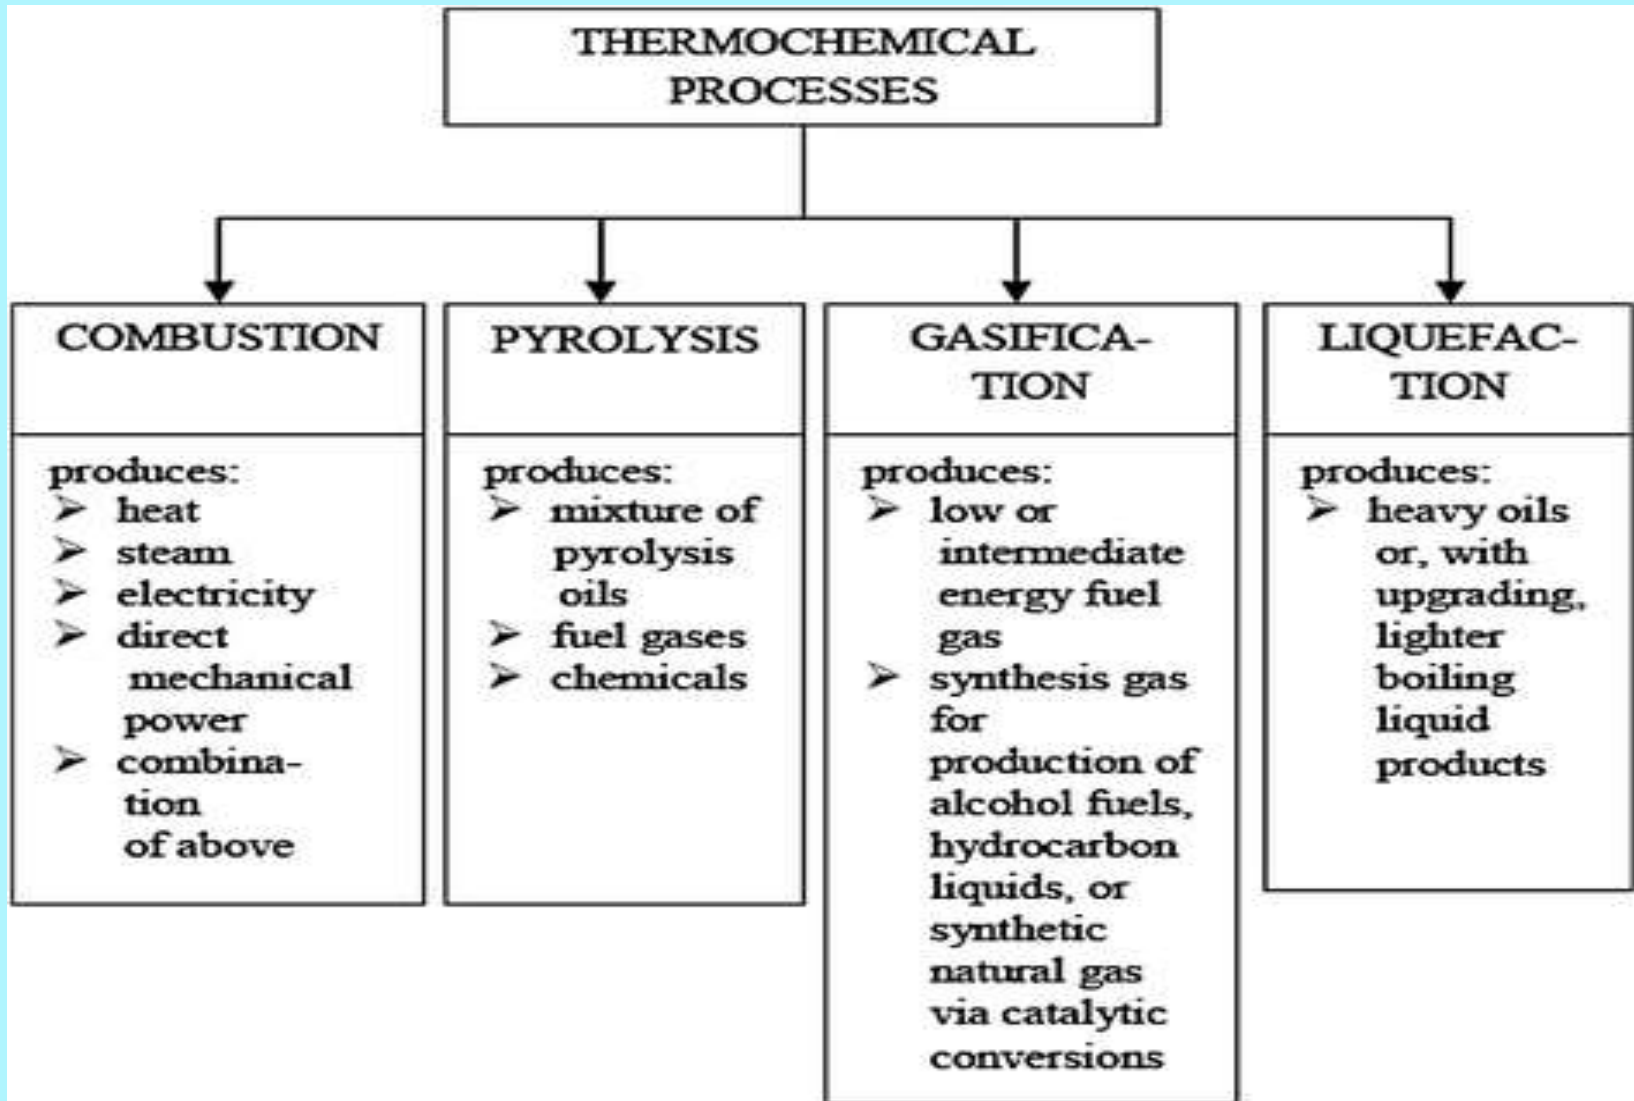 THERMOCHEMICAL
PROCESSES
COMBUSTION
produces:
➢ heat
➢ steam
➢ electricity
➢ direct
mechanical
power
➢ combina-
tion
of above
PYROLYSIS
produces:
➢ mixture of
pyrolysis
oils
➢ fuel gases
➢ chemicals
GASIFICA-
TION
produces:
➢ low or
intermediate
energy fuel
gas
➢ synthesis gas
for
production of
alcohol fuels,
hydrocarbon
liquids, or
synthetic
natural gas
via catalytic
conversions
LIQUEFAC-
TION
produces:
➢ heavy oils
or, with
upgrading,
lighter
boiling
liquid
products